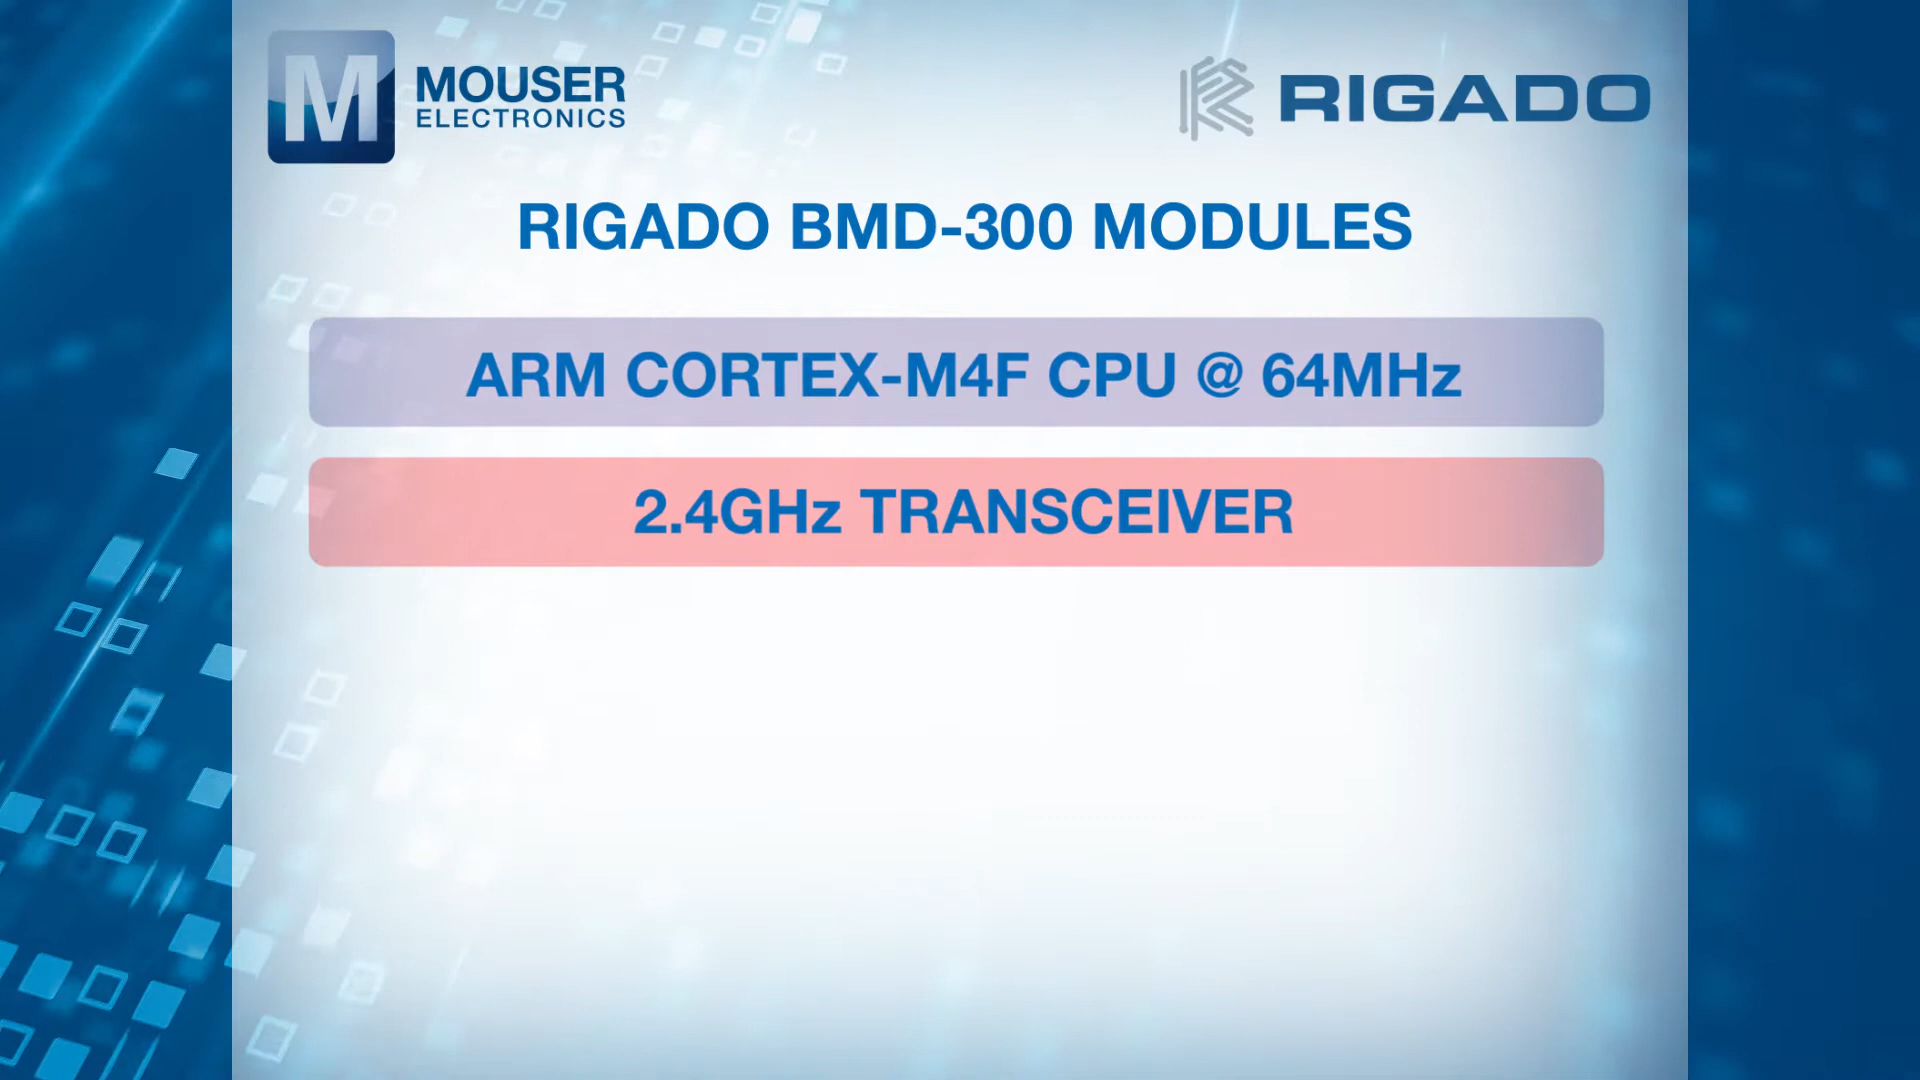 M
MOUSER
ELECTRONICS
RIGADO
RIGADO BMD-300 MODULES
ARM CORTEX-M4F CPU @ 64MHz
2.4GHz TRANSCEIVER